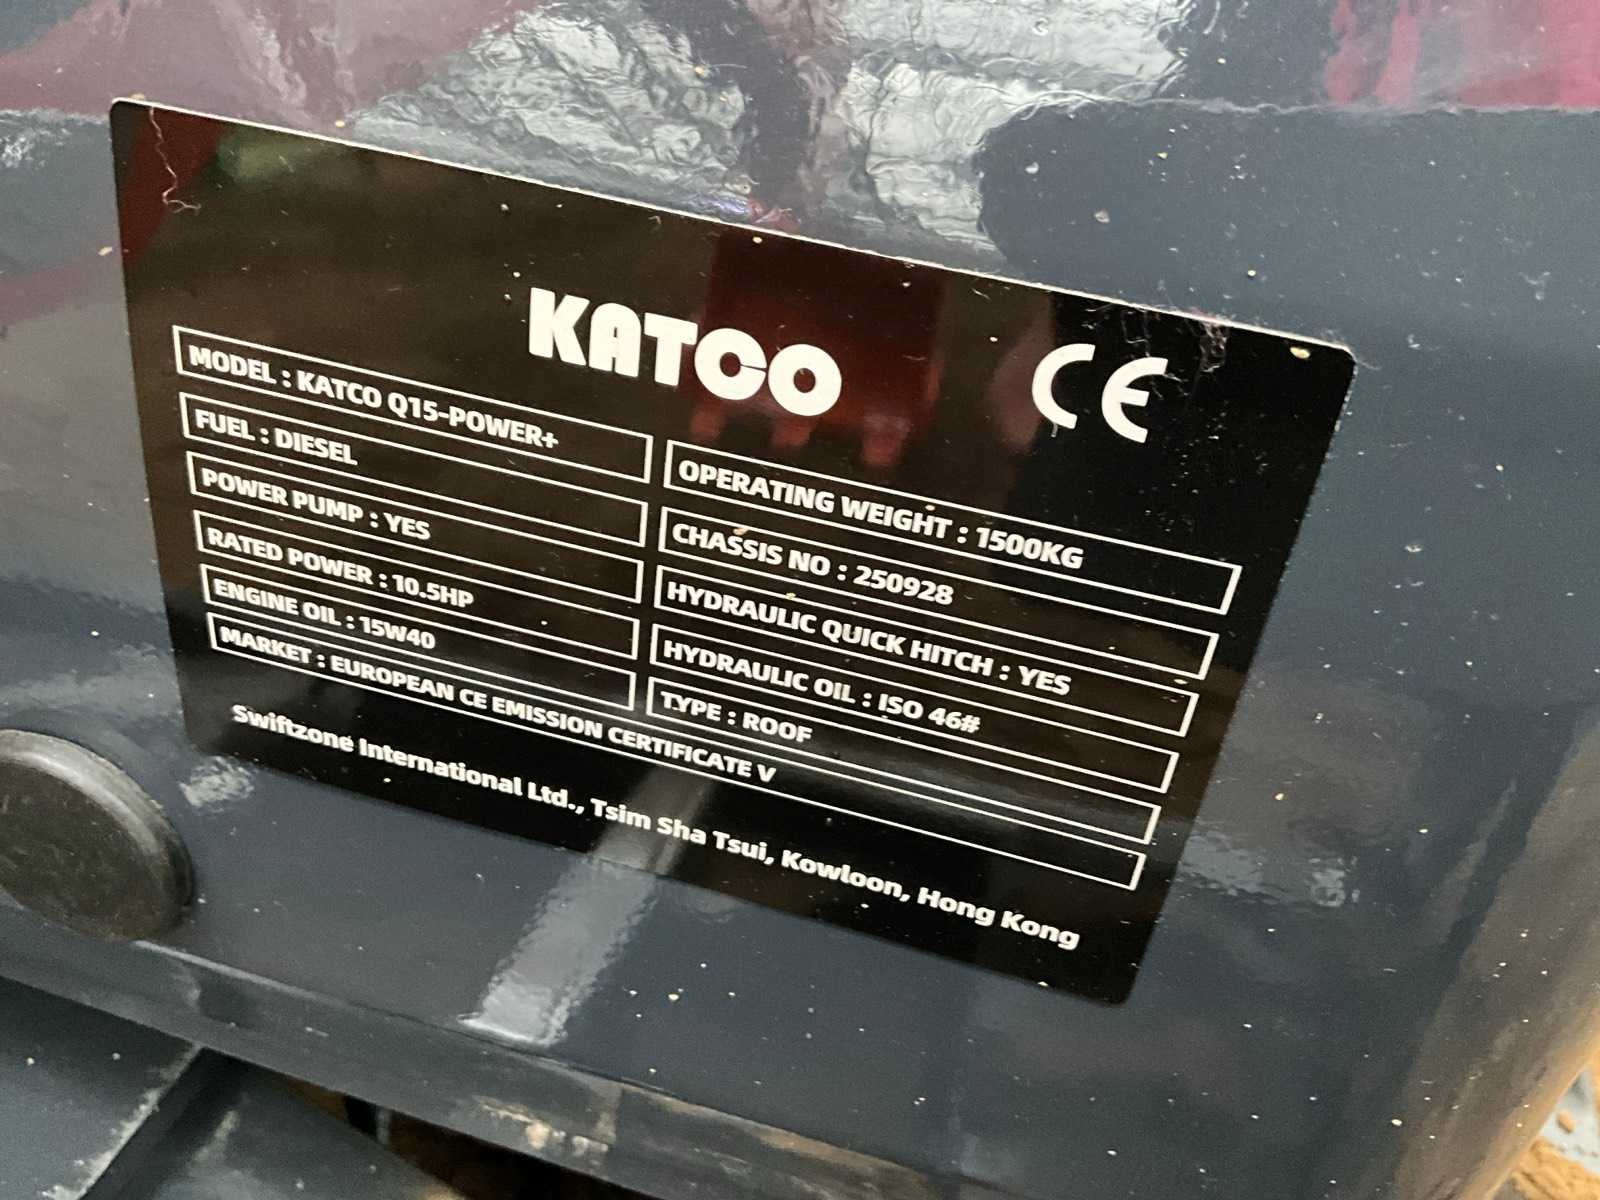 KATCO
CE
MODEL : KATCO Q15-POWER+
FUEL : DIESEL
POWER PUMP : YES
RATED POWER : 10.5HP
ENGINE OIL : 15W40
OPERATING WEIGHT : 1500KG
CHASSIS NO : 250928
HYDRAULIC QUICK HITCH : YES
HYDRAULIC OIL : ISO 46#
TYPE : ROOF
MARKET : EUROPEAN CE EMISSION CERTIFICATE V
Swiftzone International Ltd., Tsim Sha Tsui, Kowloon, Hong Kong